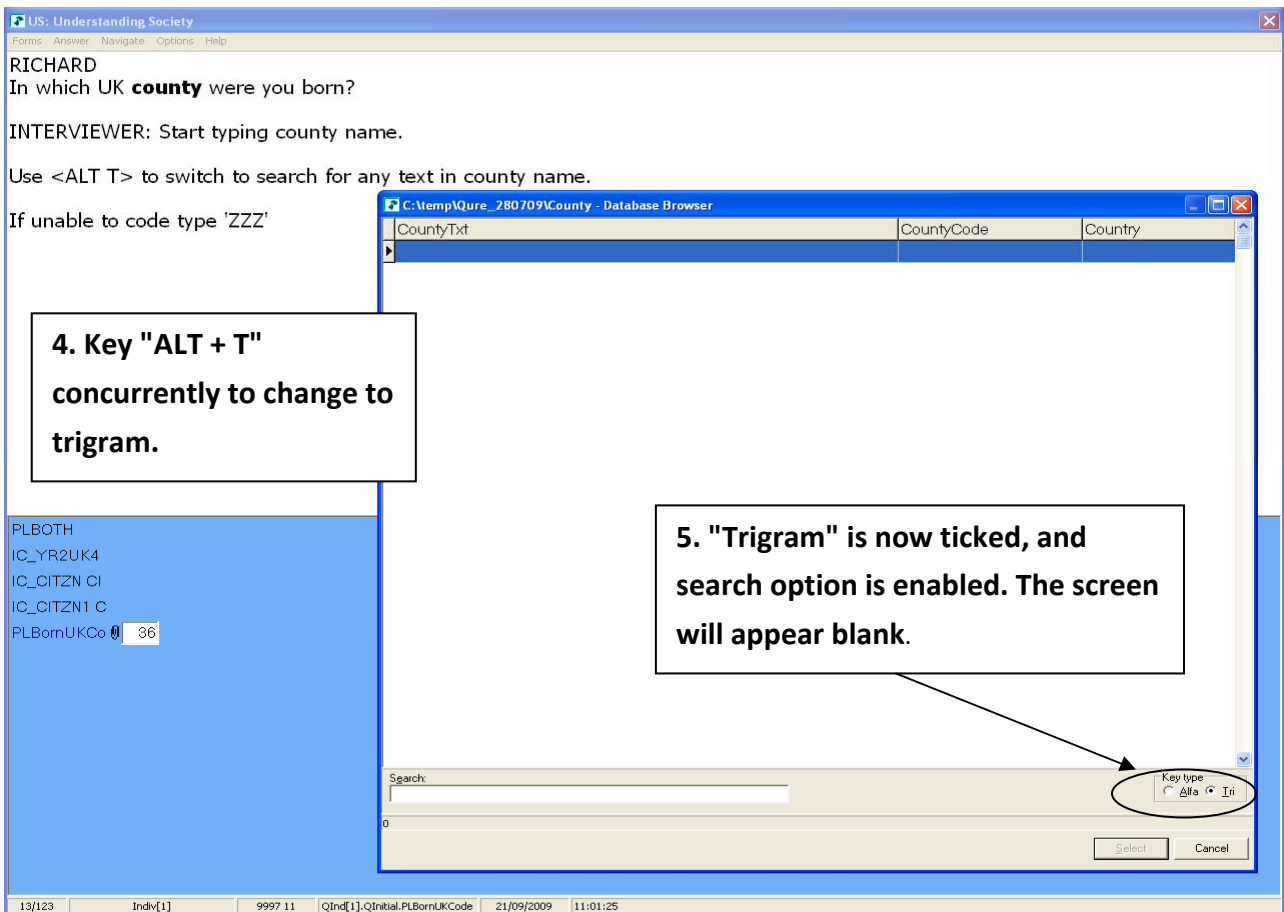 US: Understanding Society
Forms Answer Navigate Options Help
RICHARD
In which UK county were you born?
INTERVIEWER: Start typing county name.
Use <ALT T> to switch to search for any text in county name.
If unable to code type 'ZZZ'
C:\temp\Qure_280709\County - Database Browser
CountyTxt CountyCode Country
4. Key "ALT + T"
concurrently to change to
trigram.
5. "Trigram" is now ticked, and
search option is enabled. The screen
will appear blank.
PLBOTH
IC_YR2UK4
IC_CITZN CI
IC_CITZN1 C
PLBornUKCo 36
Search:
Key type
Alfa Tri
0
Select Cancel
13/123 Indiv[1] 9997 11 QInd[1].QInitial.PLBornUKCode 21/09/2009 11:01:25